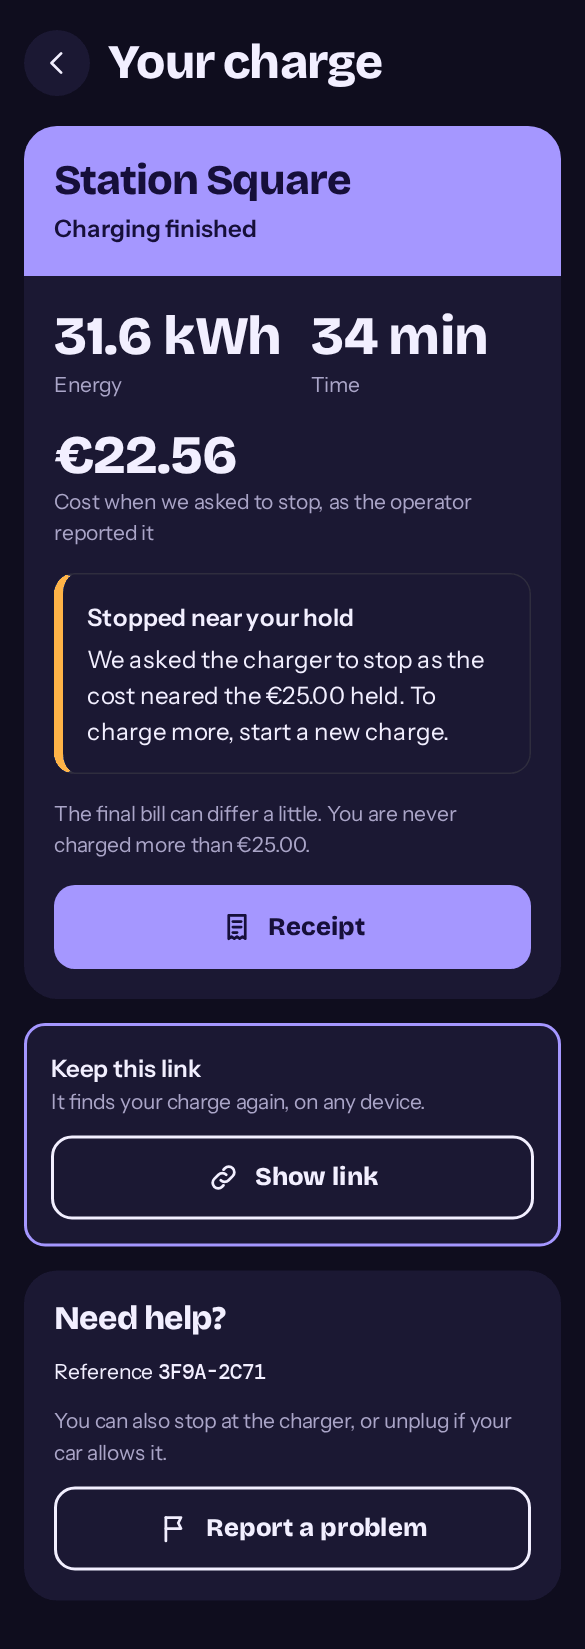 Your charge
Station Square
Charging finished
31.6 kWh
Energy
34 min
Time
€22.56
Cost when we asked to stop, as the operator
reported it
Stopped near your hold
We asked the charger to stop as the
cost neared the €25.00 held. To
charge more, start a new charge.
The final bill can differ a little. You are never
charged more than €25.00.
Receipt
Keep this link
It finds your charge again, on any device.
Show link
Need help?
Reference 3F9A-2C71
You can also stop at the charger, or unplug if your
car allows it.
Report a problem